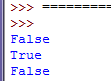 >>> =========
>>>
False
True
False